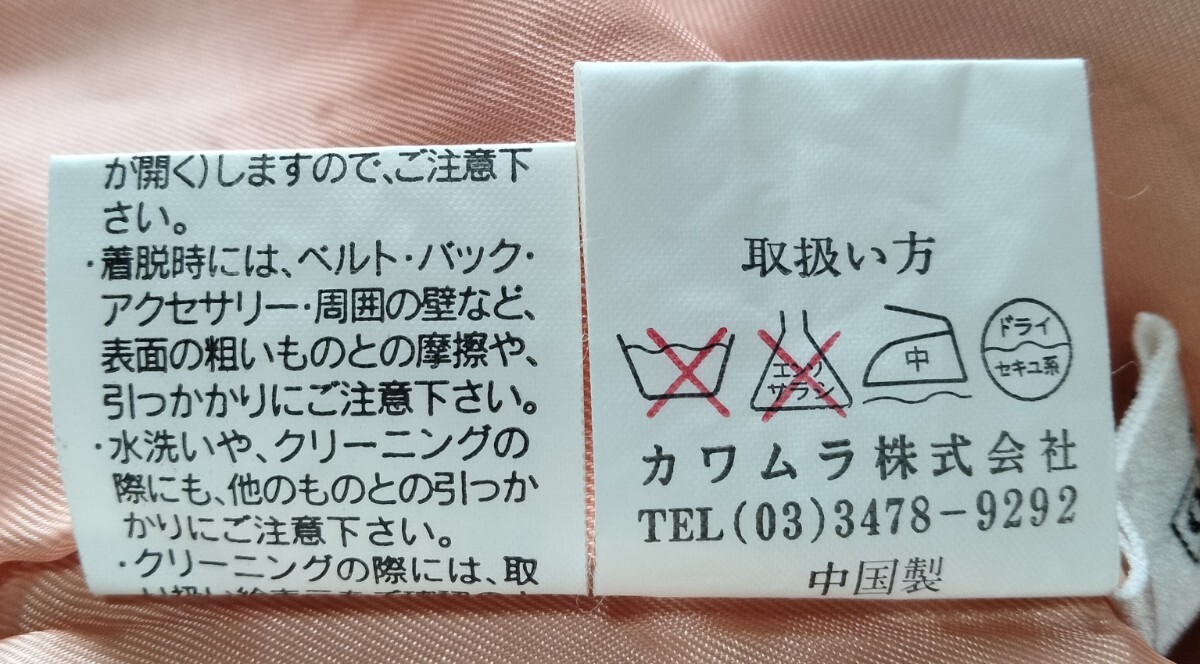 が開く)しますので、ご注意下
さい。
・着脱時には、ベルト・バック・
アクセサリー・周囲の壁など、
表面の粗いものとの摩擦や、
引っかかりにご注意下さい。
・水洗いや、クリーニングの
際にも、他のものとの引っか
かりにご注意下さい。
・クリーニングの際には、取
取扱い方
エンソ
サラシ
中
ドライ
セキユ系
カワムラ株式会社
TEL(03)3478-9292
中国製